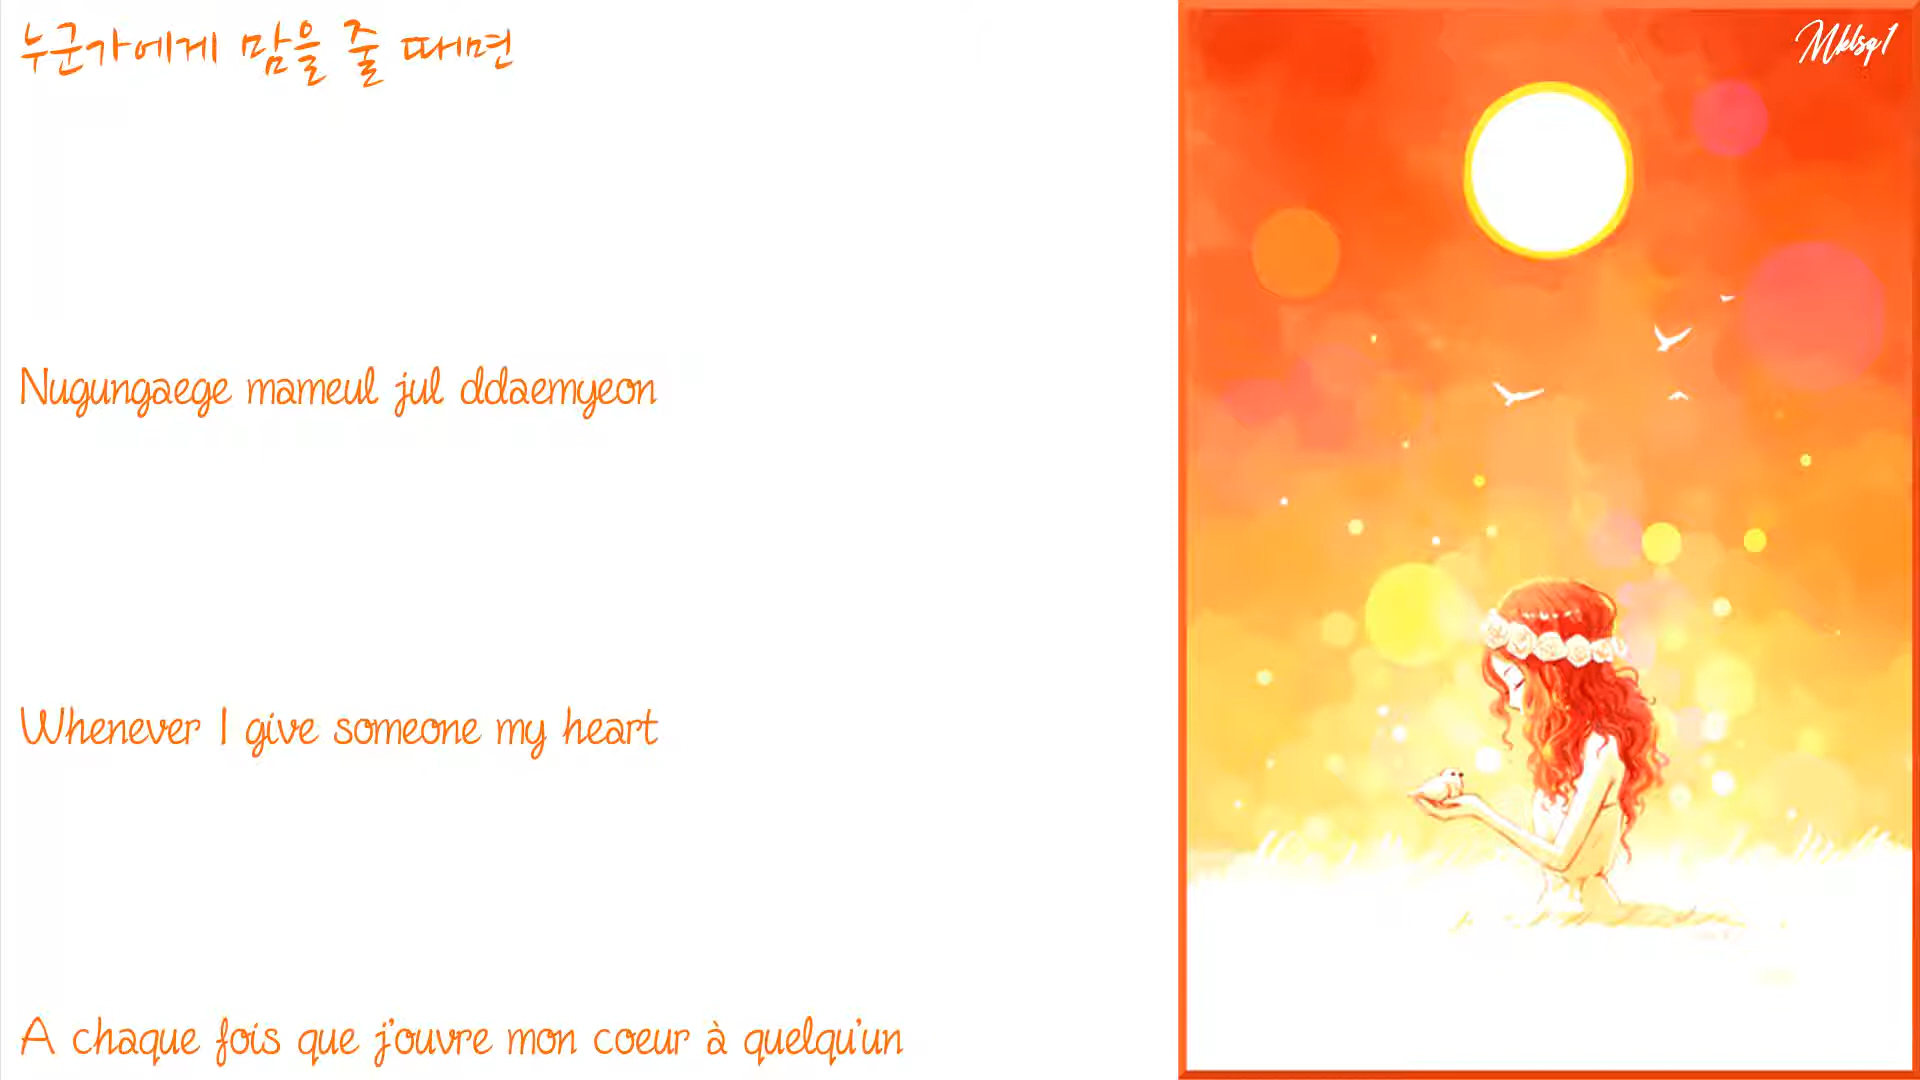 누군가에게 맘을 줄 때면
Mklsq1
Nugungaege mameul jul ddaemyeon
Whenever I give someone my heart
A chaque fois que j'ouvre mon coeur à quelqu'un